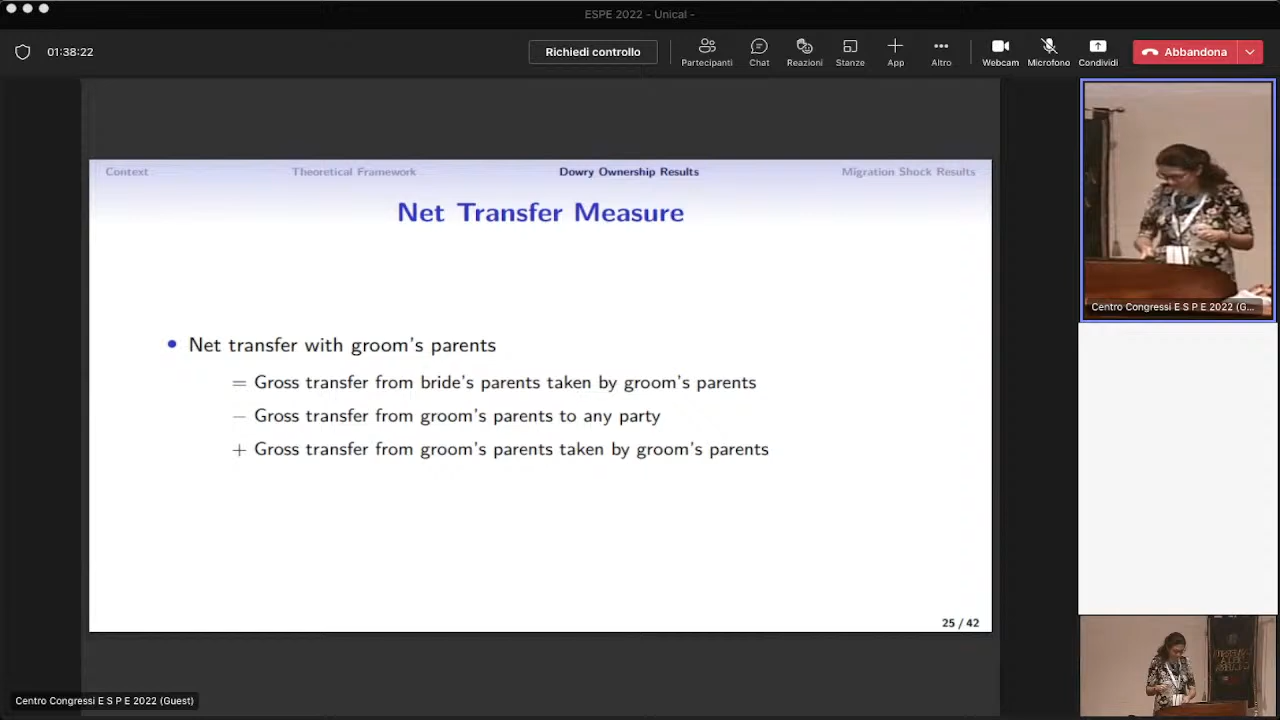 ESPE 2022 - Unical -
01:38:22
Richiedi controllo
Partecipanti
Chat
Reazioni
Stanze
App
Altro
Webcam
Microfono
Condividi
Abbandona
Context
Theoretical Framework
Dowry Ownership Results
Migration Shock Results
Net Transfer Measure
• Net transfer with groom's parents
= Gross transfer from bride's parents taken by groom's parents
− Gross transfer from groom's parents to any party
+ Gross transfer from groom's parents taken by groom's parents
25 / 42
Centro Congressi E S P E 2022 (G...
Centro Congressi E S P E 2022 (Guest)